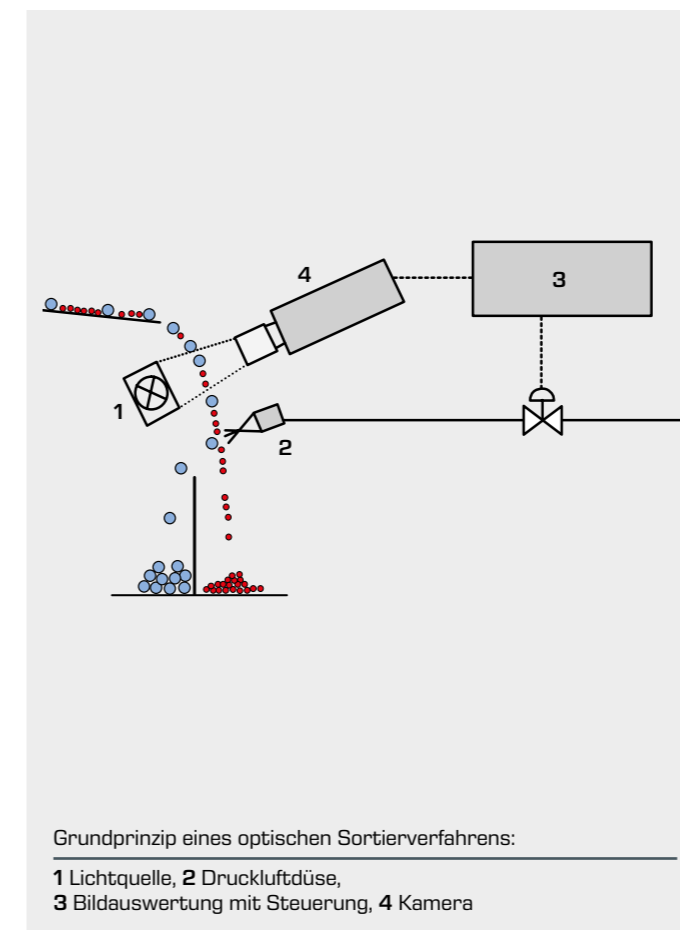 4
3
1
2
Grundprinzip eines optischen Sortierverfahrens:
1 Lichtquelle, 2 Druckluftdüse,
3 Bildauswertung mit Steuerung, 4 Kamera